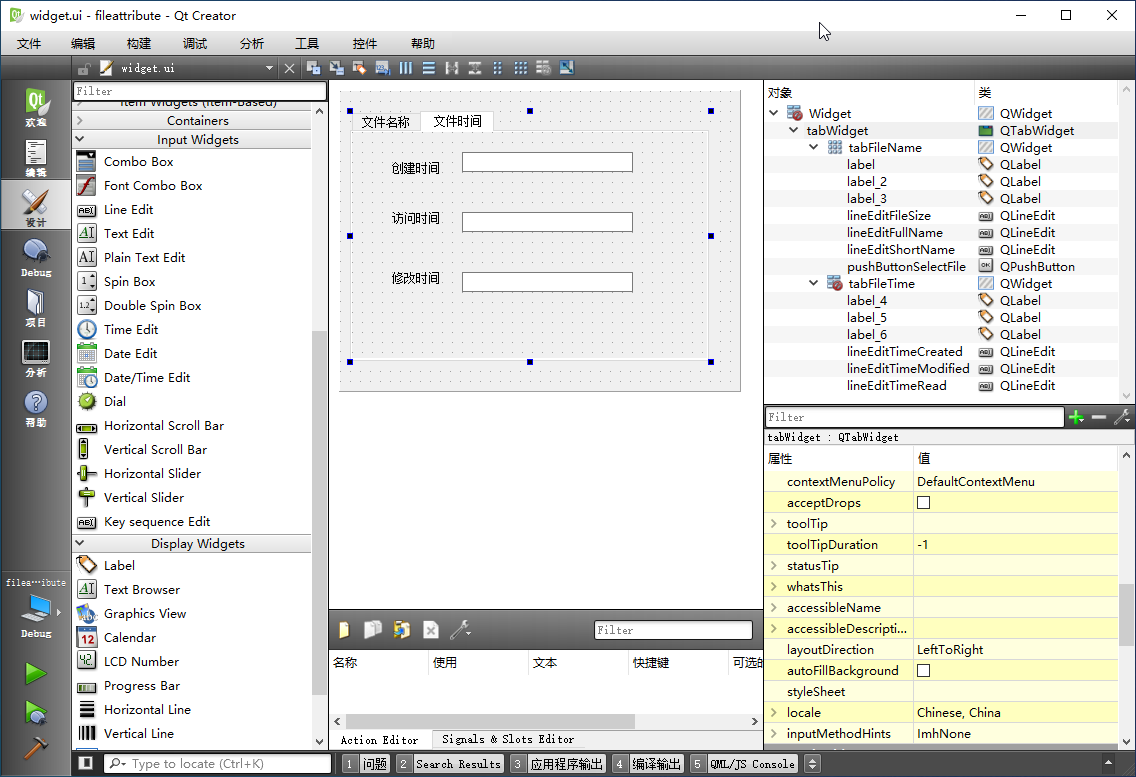 widget.ui - fileattribute - Qt Creator
文件 编辑 构建 调试 分析 工具 控件 帮助
widget.ui
欢迎
编辑
设计
Debug
项目
分析
帮助
filea…ibute
Debug
Filter
Item Widgets (Item-Based)
Containers
Input Widgets
Combo Box
Font Combo Box
Line Edit
Text Edit
Plain Text Edit
Spin Box
Double Spin Box
Time Edit
Date Edit
Date/Time Edit
Dial
Horizontal Scroll Bar
Vertical Scroll Bar
Horizontal Slider
Vertical Slider
Key sequence Edit
Display Widgets
Label
Text Browser
Graphics View
Calendar
LCD Number
Progress Bar
Horizontal Line
Vertical Line
文件名称 文件时间
创建时间
访问时间
修改时间
Filter
名称 使用 文本 快捷键 可选的
Action Editor Signals & Slots Editor
对象 类
Widget QWidget
tabWidget QTabWidget
tabFileName QWidget
label QLabel
label_2 QLabel
label_3 QLabel
lineEditFileSize QLineEdit
lineEditFullName QLineEdit
lineEditShortName QLineEdit
pushButtonSelectFile QPushButton
tabFileTime QWidget
label_4 QLabel
label_5 QLabel
label_6 QLabel
lineEditTimeCreated QLineEdit
lineEditTimeModified QLineEdit
lineEditTimeRead QLineEdit
Filter
tabWidget : QTabWidget
属性 值
contextMenuPolicy DefaultContextMenu
acceptDrops
toolTip
toolTipDuration -1
statusTip
whatsThis
accessibleName
accessibleDescripti...
layoutDirection LeftToRight
autoFillBackground
styleSheet
locale Chinese, China
inputMethodHints ImhNone
Type to locate (Ctrl+K) 1 问题 2 Search Results 3 应用程序输出 4 编译输出 5 QML/JS Console